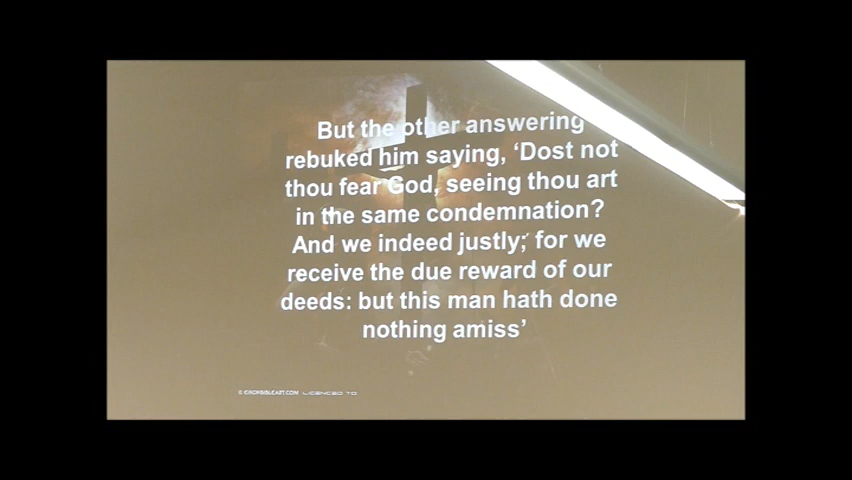 But the other answering
rebuked him saying, ‘Dost not
thou fear God, seeing thou art
in the same condemnation?
And we indeed justly; for we
receive the due reward of our
deeds: but this man hath done
nothing amiss’
LICENCED TO